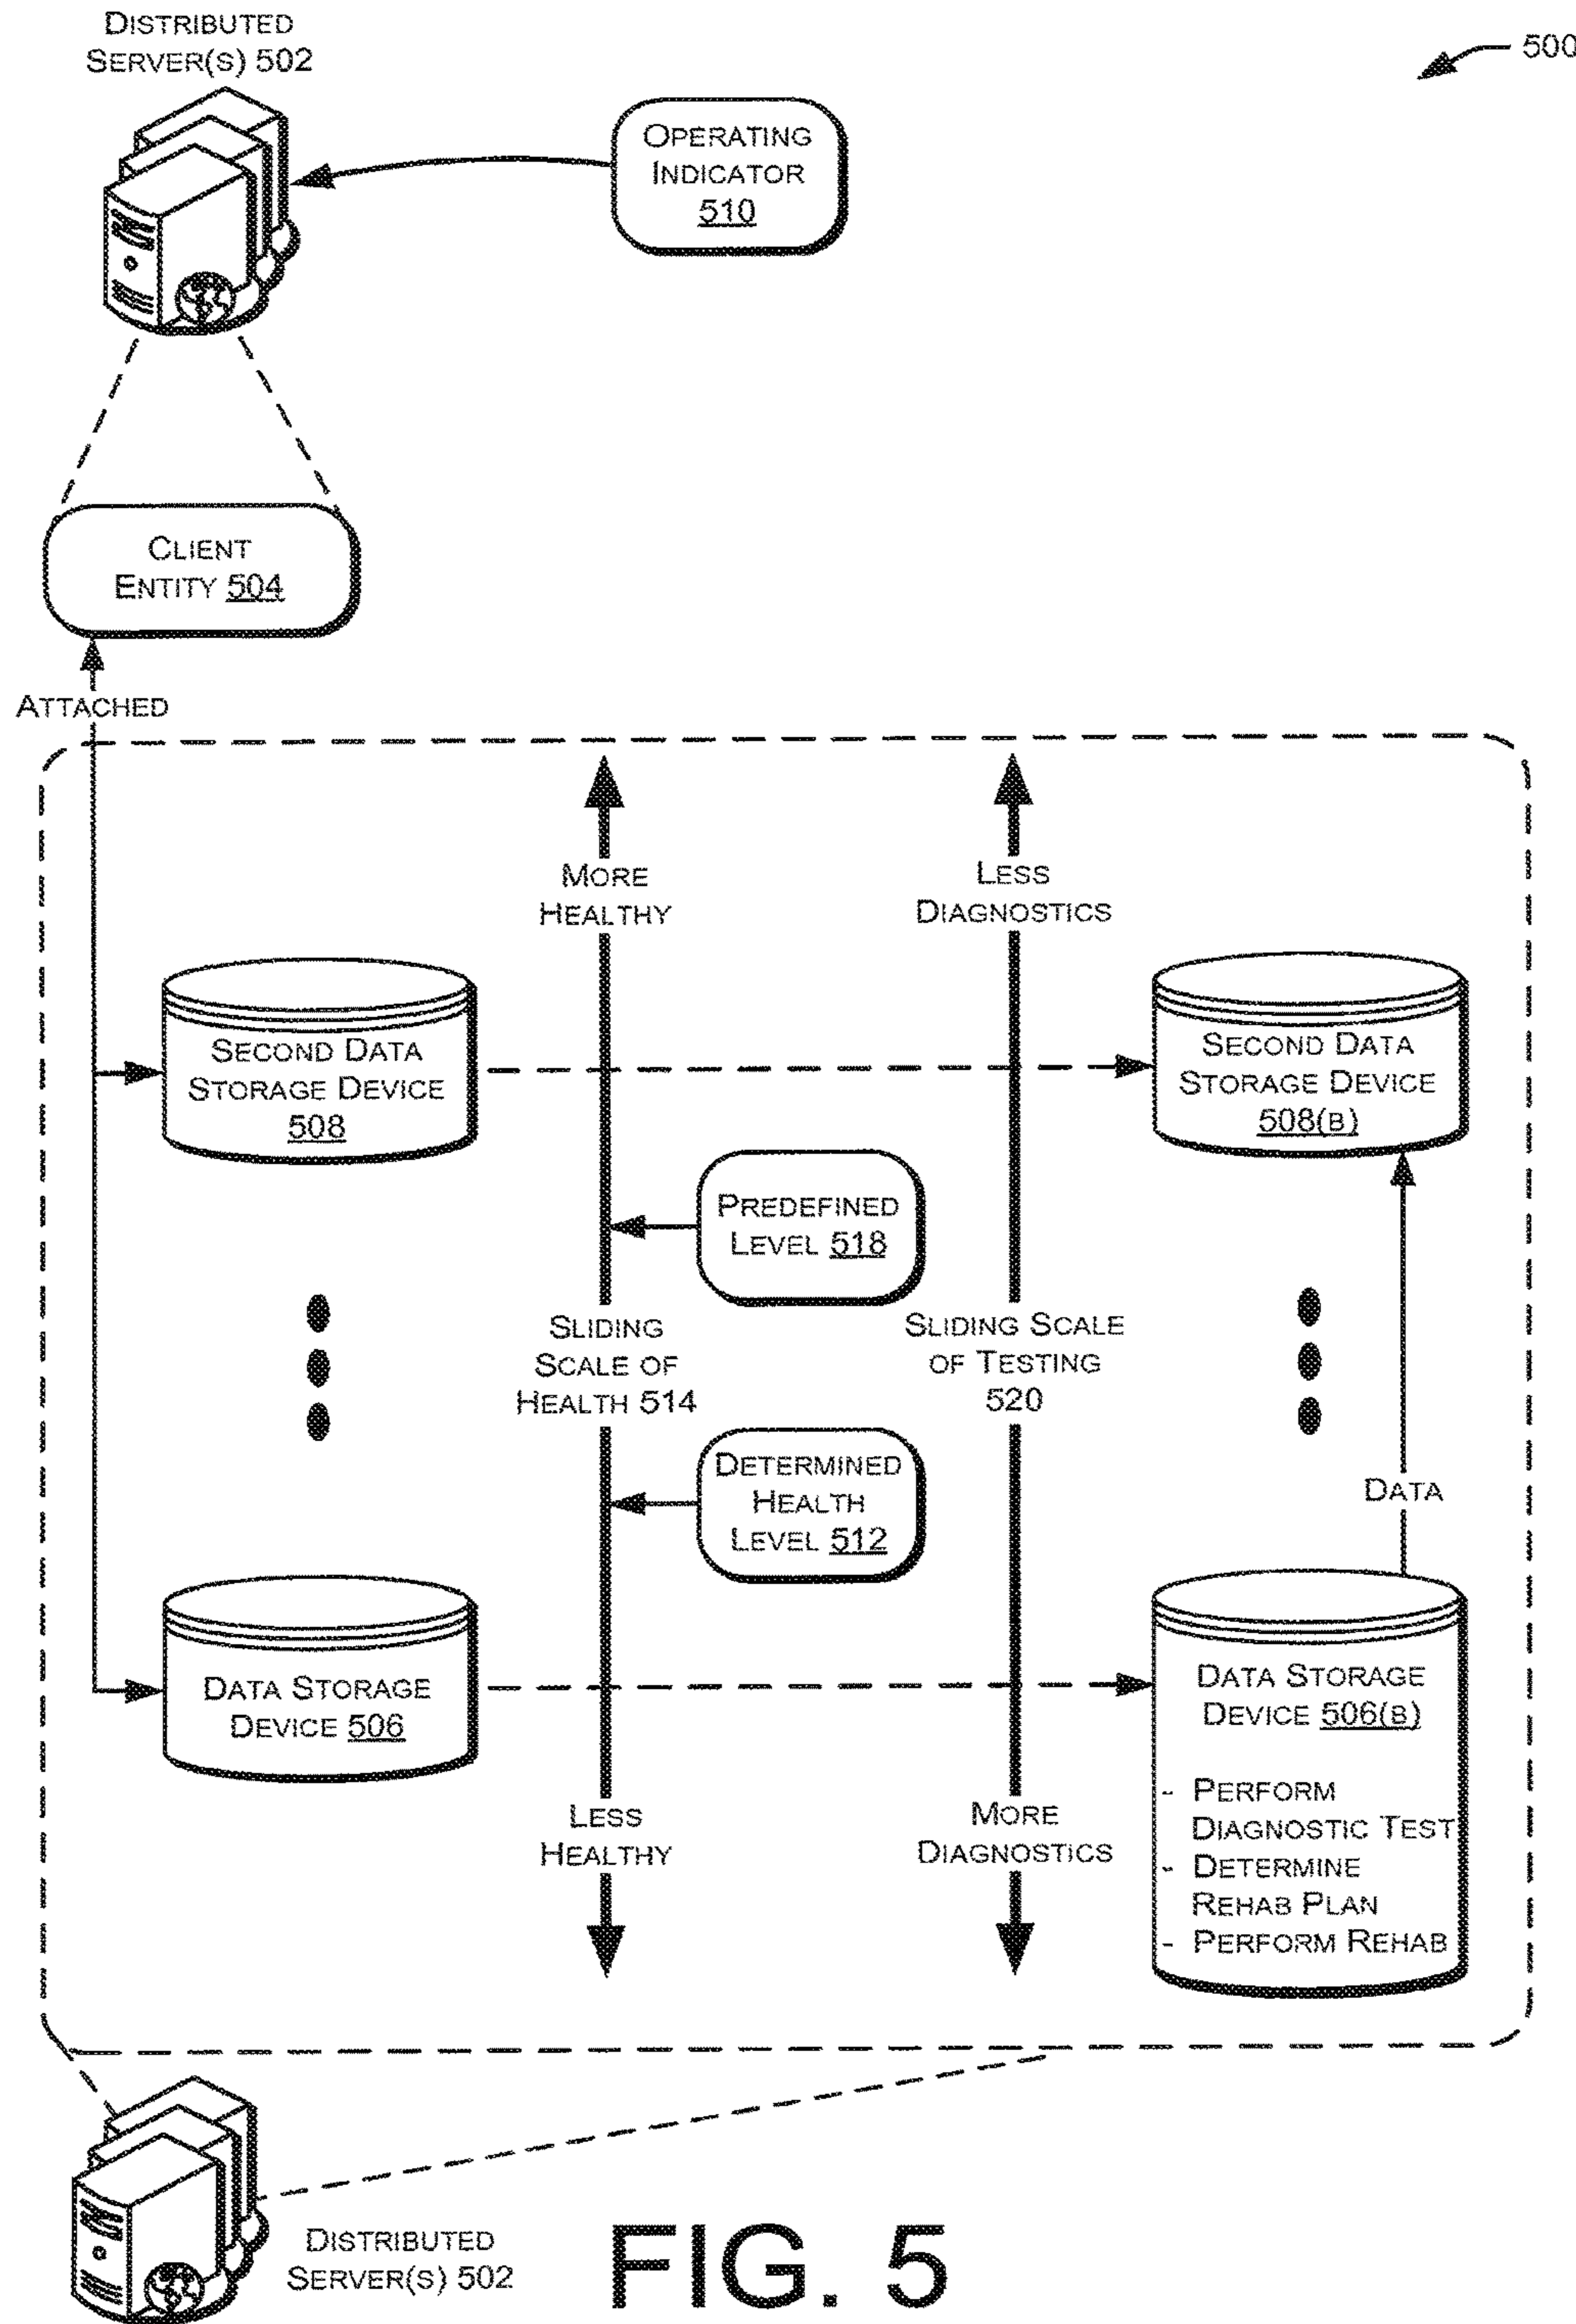 DISTRIBUTED
SERVER(S) 502
500
OPERATING
INDICATOR
510
CLIENT
ENTITY 504
ATTACHED
MORE
HEALTHY
LESS
DIAGNOSTICS
SECOND DATA
STORAGE DEVICE
508
SECOND DATA
STORAGE DEVICE
508(B)
PREDEFINED
LEVEL 518
SLIDING
SCALE OF
HEALTH 514
SLIDING SCALE
OF TESTING
520
DETERMINED
HEALTH
LEVEL 512
DATA
DATA STORAGE
DEVICE 506
DATA STORAGE
DEVICE 506(B)
- PERFORM
DIAGNOSTIC TEST
- DETERMINE
REHAB PLAN
- PERFORM REHAB
LESS
HEALTHY
MORE
DIAGNOSTICS
DISTRIBUTED
SERVER(S) 502
FIG. 5